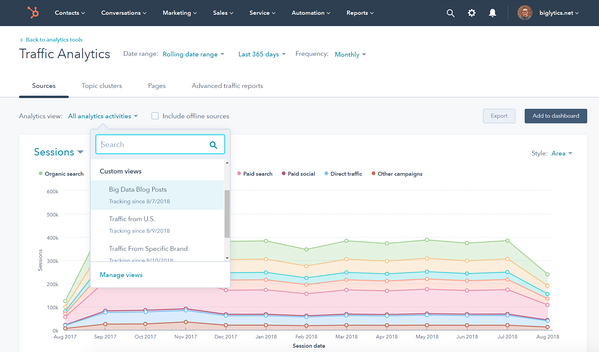 Contacts Conversations Marketing Sales Service Automation Reports biglytics.net
Back to analytics tools
Traffic Analytics Date range: Rolling date range Last 365 days Frequency: Monthly
Sources Topic clusters Pages Advanced traffic reports
Analytics view: All analytics activities Include offline sources Export Add to dashboard
Search
Sessions Style: Area
Custom views
Organic search Paid search Paid social Direct traffic Other campaigns
Big Data Blog Posts
Tracking since 8/7/2018
Traffic from U.S.
Tracking since 8/9/2018
Traffic From Specific Brand
Tracking since 8/10/2018
Manage views
600k
500k
400k
300k
200k
100k
0k
Sessions
Aug 2017 Sep 2017 Oct 2017 Nov 2017 Dec 2017 Jan 2018 Feb 2018 Mar 2018 Apr 2018 May 2018 Jun 2018 Jul 2018 Aug 2018
Session date